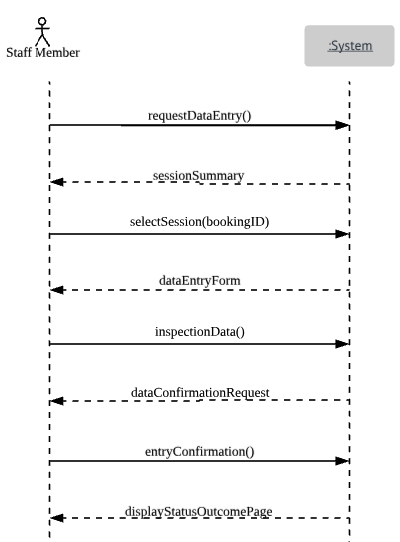 Staff Member
:System
requestDataEntry()
sessionSummary
selectSession(bookingID)
dataEntryForm
inspectionData()
dataConfirmationRequest
entryConfirmation()
displayStatusOutcomePage